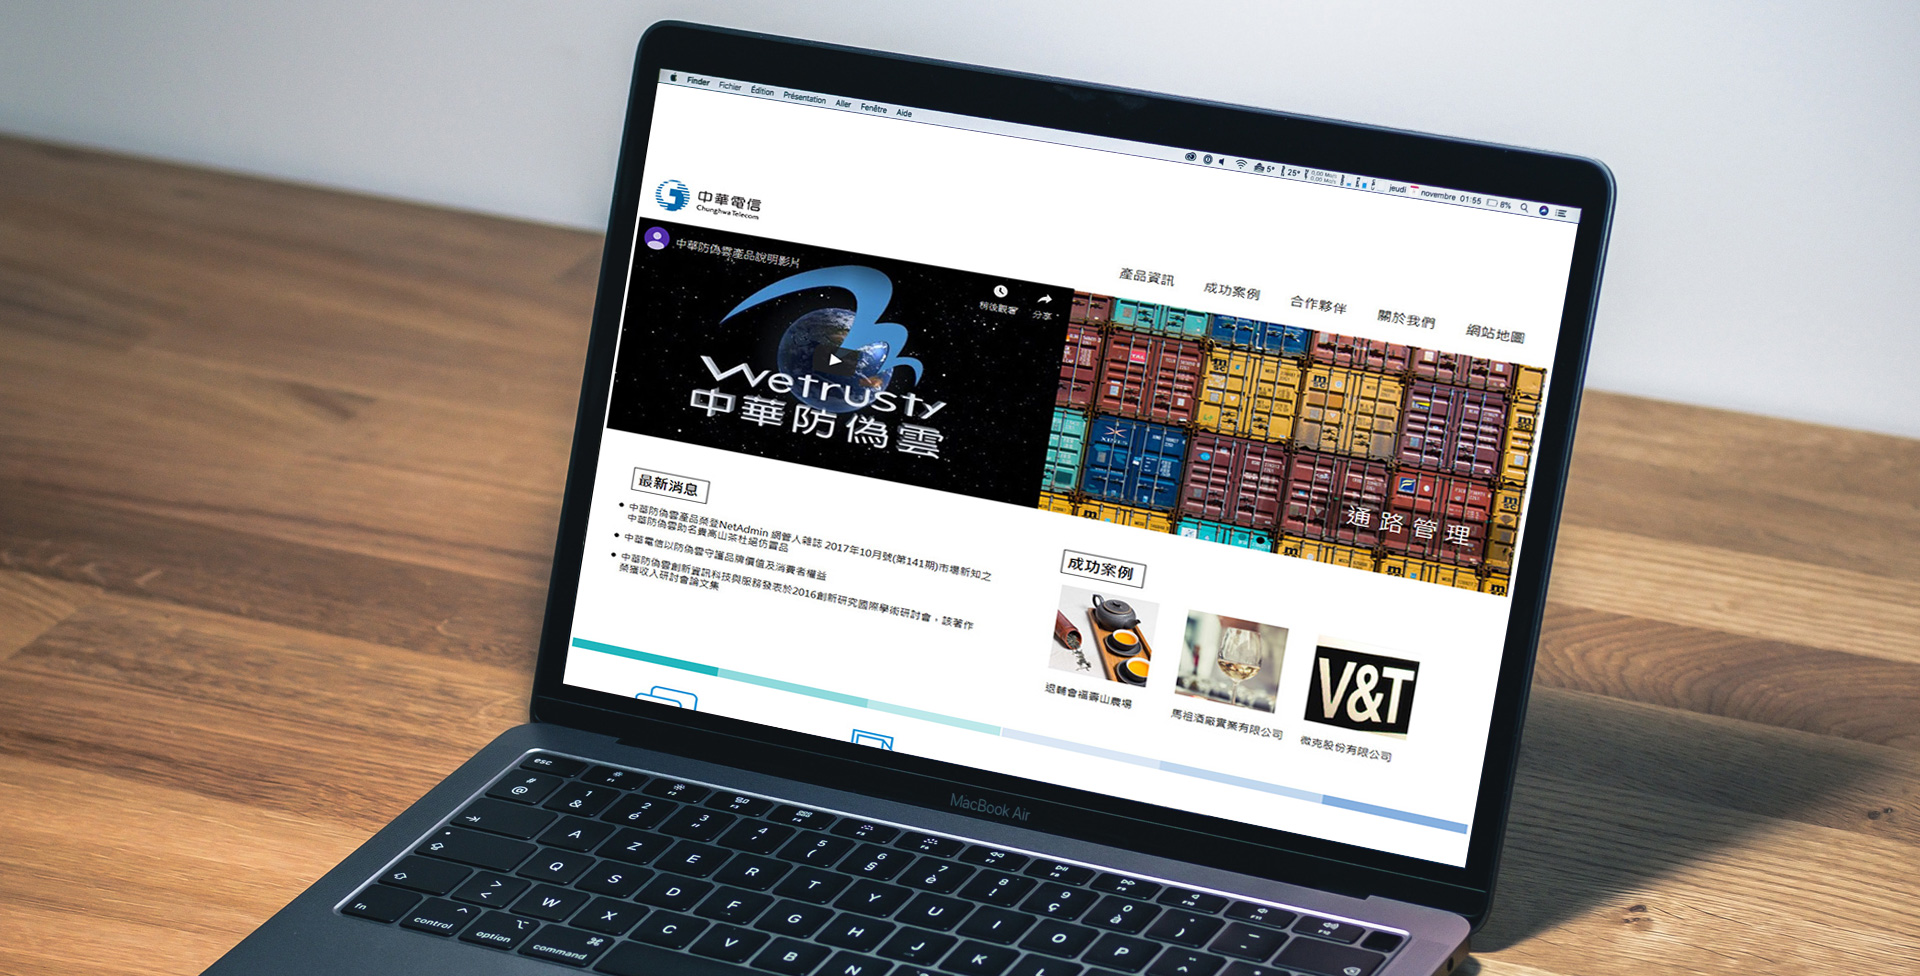 Finder Fichier Édition Présentation Aller Fenêtre Aide
5° 25° jeudi novembre 01:55 8%
中華電信
Chunghwa Telecom
產品資訊 成功案例 合作夥伴 關於我們 網站地圖
中華防偽雲產品說明影片
稍後觀看 分享
Wetrusty
中華防偽雲
通路管理
最新消息
中華防偽雲產品榮登NetAdmin 網管人雜誌 2017年10月號(第141期)市場新知之
中華防偽雲助名貴高山茶杜絕仿冒品
中華電信以防偽雲守護品牌價值及消費者權益
中華防偽雲創新資訊科技與服務發表於2016創新研究國際學術研討會，該著作
榮獲收入研討會論文集
成功案例
V&T
退輔會福壽山農場
馬祖酒廠實業有限公司
微克股份有限公司
MacBook Air
esc
# @ 1 & 2 é 3 " 4 ' 5 ( 6 § 7 è 8 ! 9 ç 0 à ) -
A Z E R T Y U I O P
Q S D F G H J K
W X C V B N
fn control option command